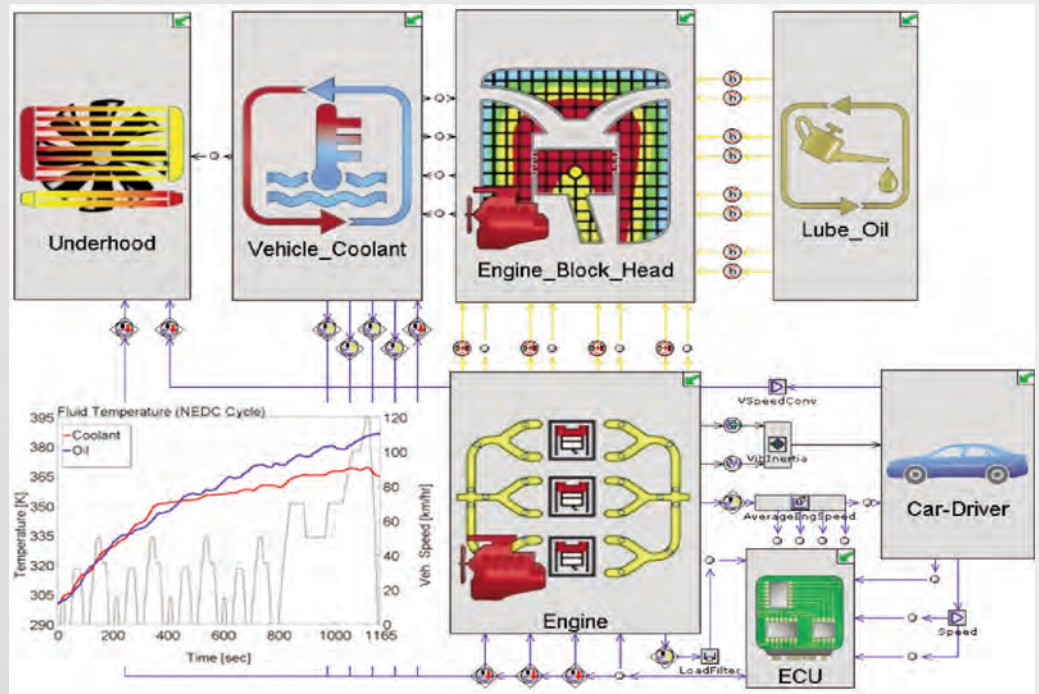 Underhood
Vehicle_Coolant
Engine_Block_Head
Lube_Oil
Fluid Temperature (NEDC Cycle)
Coolant
Oil
Temperature [K]
395
380
365
350
335
320
305
290
120
100
80
60
40
20
0
Veh. Speed [km/hr]
0 200 400 600 800 1000 1165
Time [sec]
Engine
VSpeedConv
AverageEngSpeed
Car-Driver
Speed
LoadFilter
ECU